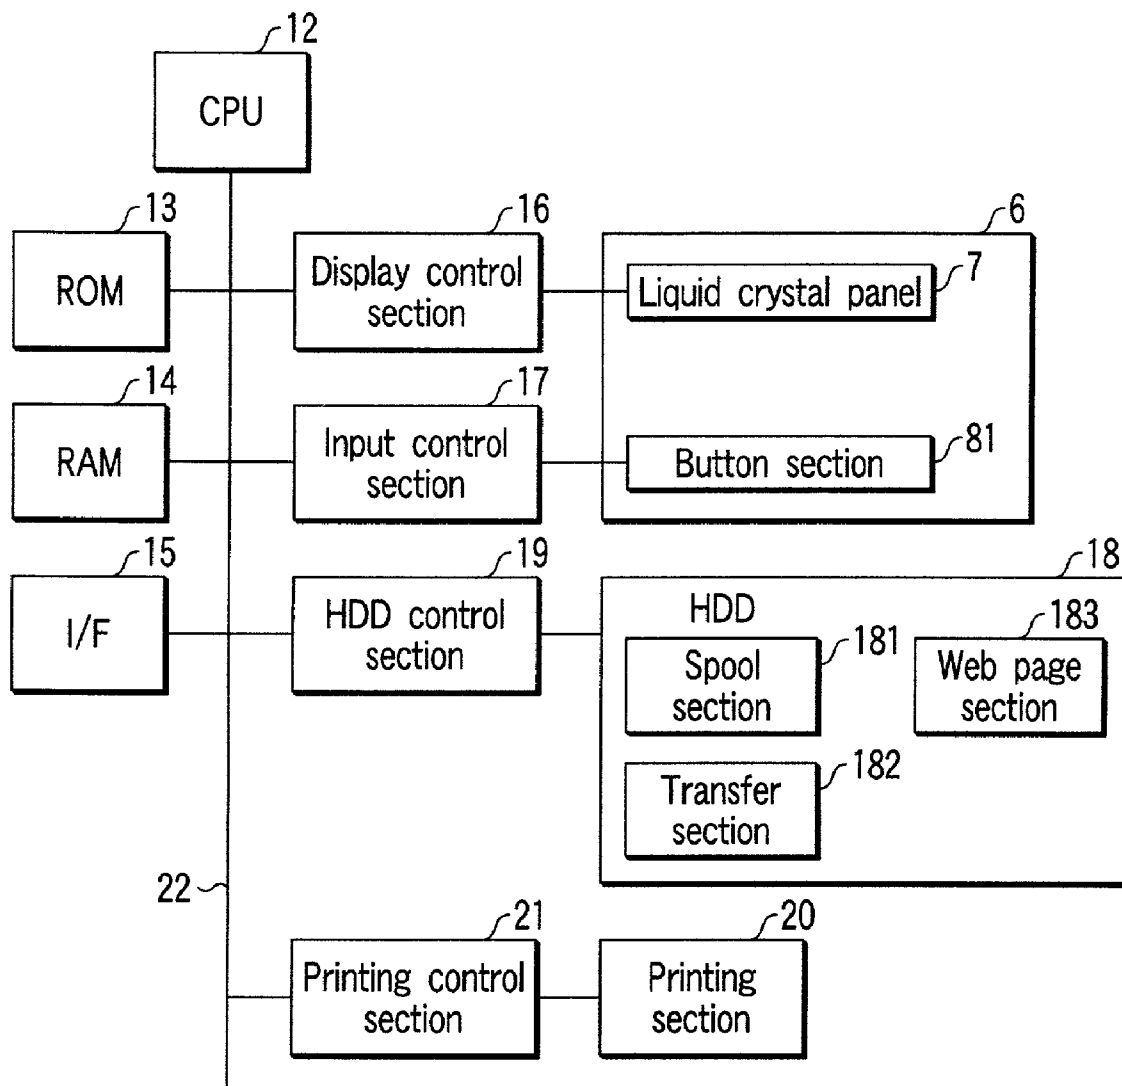 12
CPU
13
ROM
16
Display control
section
6
Liquid crystal panel
7
14
RAM
17
Input control
section
Button section
81
15
I/F
19
HDD control
section
18
HDD
181
Spool
section
183
Web page
section
182
Transfer
section
22
21
Printing control
section
20
Printing
section